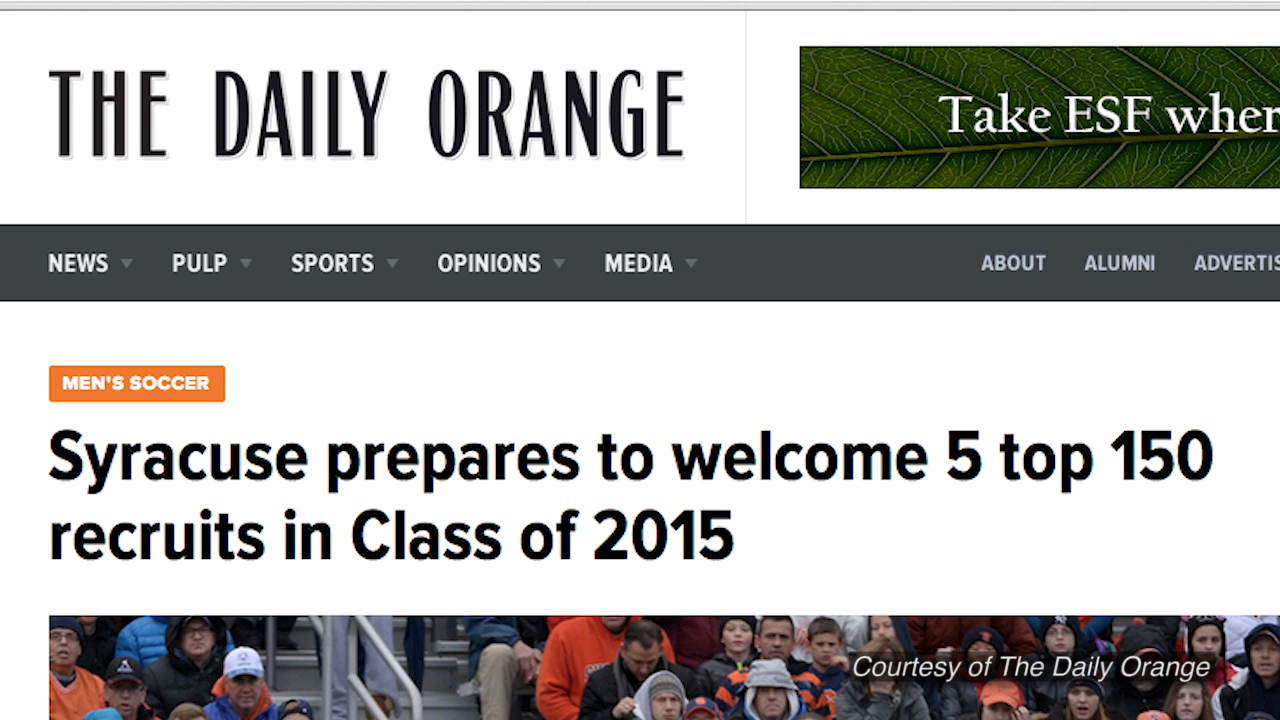 THE DAILY ORANGE
Take ESF when
NEWS PULP SPORTS OPINIONS MEDIA ABOUT ALUMNI ADVERTIS
MEN'S SOCCER
Syracuse prepares to welcome 5 top 150
recruits in Class of 2015
Courtesy of The Daily Orange